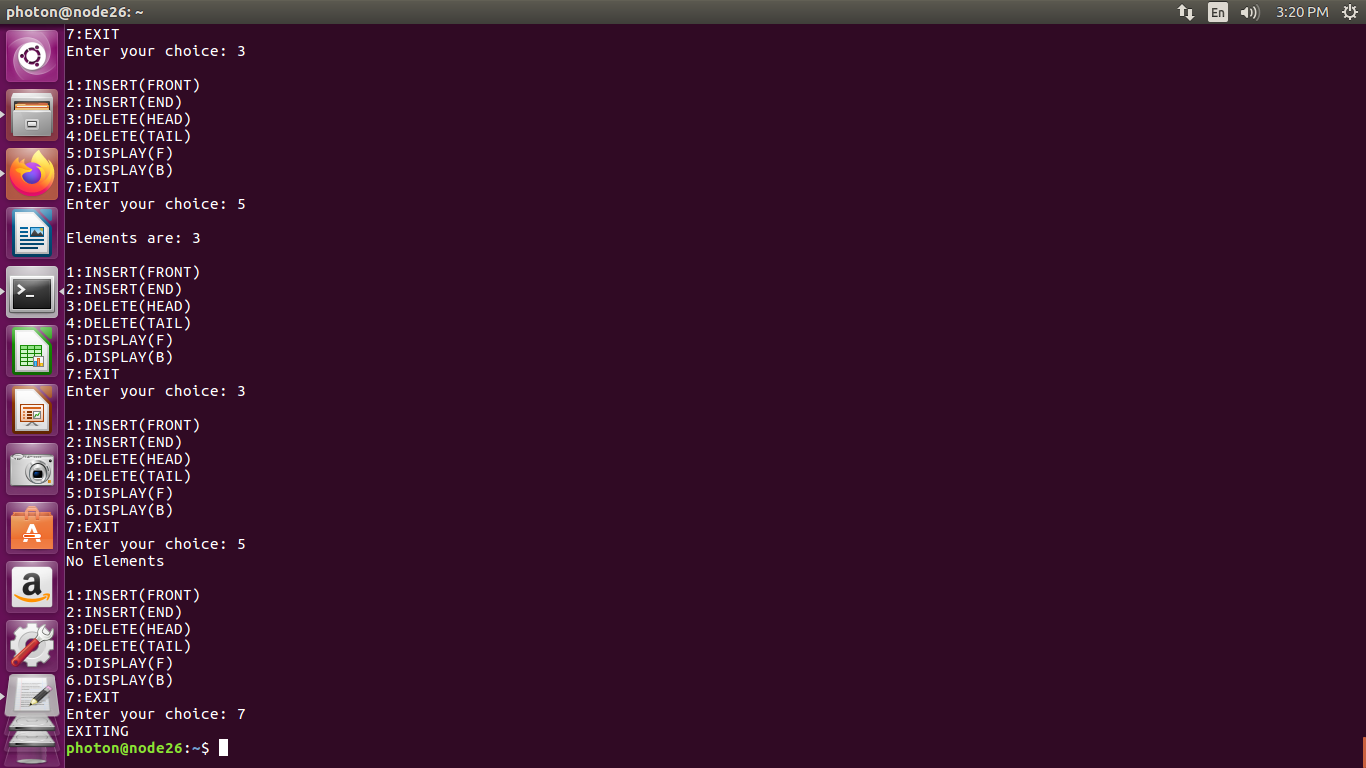 photon@node26: ~
En
3:20 PM
7:EXIT
Enter your choice: 3
1:INSERT(FRONT)
2:INSERT(END)
3:DELETE(HEAD)
4:DELETE(TAIL)
5:DISPLAY(F)
6.DISPLAY(B)
7:EXIT
Enter your choice: 5
Elements are: 3
1:INSERT(FRONT)
2:INSERT(END)
3:DELETE(HEAD)
4:DELETE(TAIL)
5:DISPLAY(F)
6.DISPLAY(B)
7:EXIT
Enter your choice: 3
1:INSERT(FRONT)
2:INSERT(END)
3:DELETE(HEAD)
4:DELETE(TAIL)
5:DISPLAY(F)
6.DISPLAY(B)
7:EXIT
Enter your choice: 5
No Elements
1:INSERT(FRONT)
2:INSERT(END)
3:DELETE(HEAD)
4:DELETE(TAIL)
5:DISPLAY(F)
6.DISPLAY(B)
7:EXIT
Enter your choice: 7
EXITING
photon@node26:~$